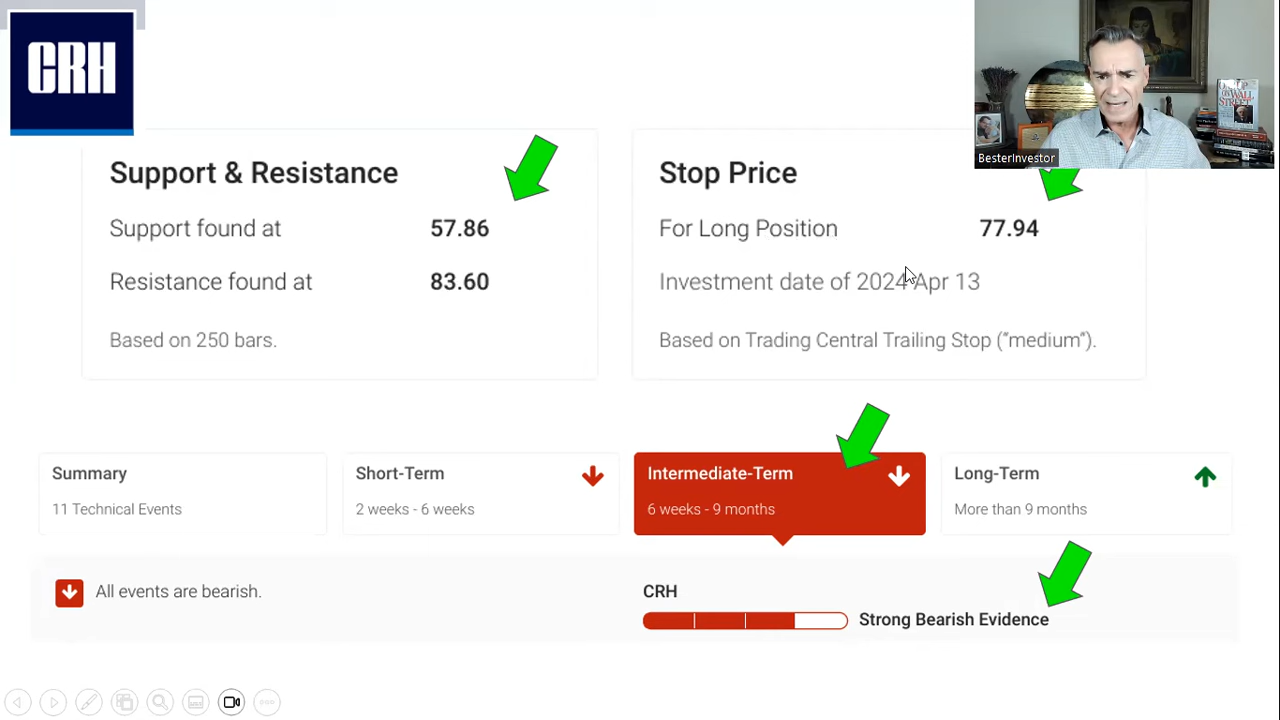 CRH
BesterInvestor
ON WALL
STREET
Support & Resistance
Support found at 57.86
Resistance found at 83.60
Based on 250 bars.
Stop Price
For Long Position 77.94
Investment date of 2024 Apr 13
Based on Trading Central Trailing Stop (“medium”).
Summary
11 Technical Events
Short-Term
2 weeks - 6 weeks
Intermediate-Term
6 weeks - 9 months
Long-Term
More than 9 months
All events are bearish.
CRH
Strong Bearish Evidence